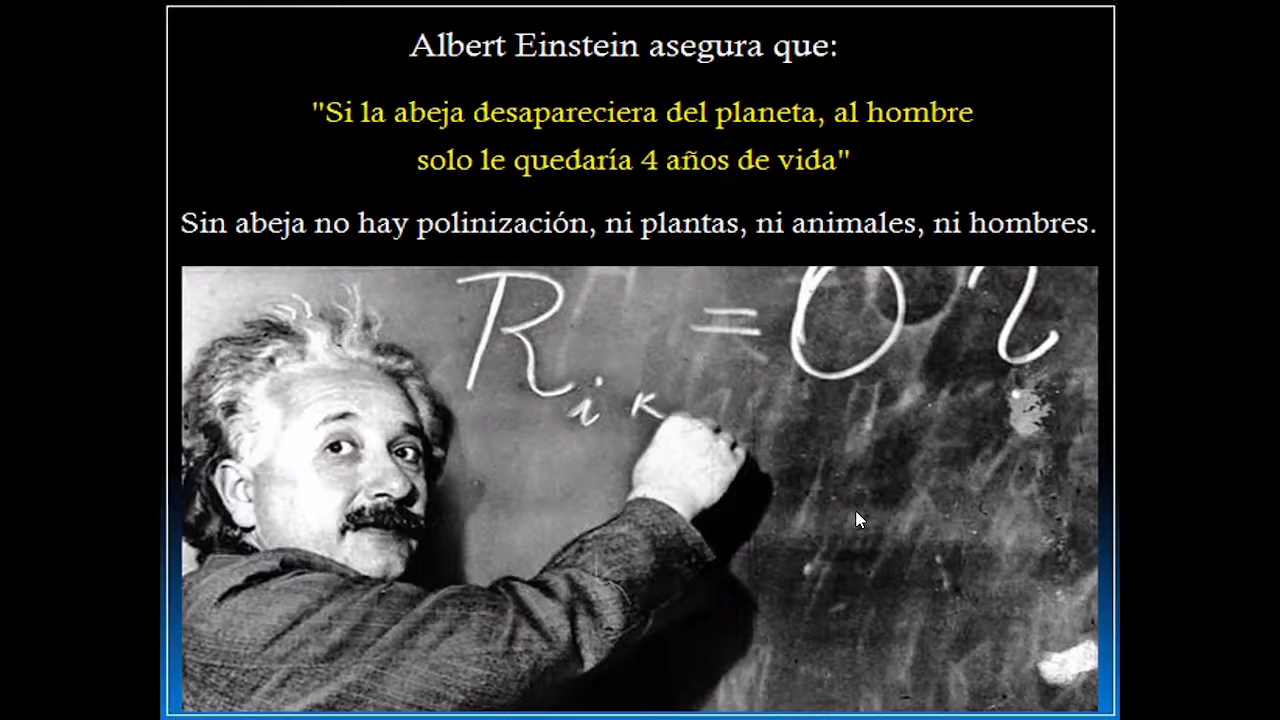 Albert Einstein asegura que:
"Si la abeja desapareciera del planeta, al hombre
solo le quedaría 4 años de vida"
Sin abeja no hay polinización, ni plantas, ni animales, ni hombres.
R = 0
i κ